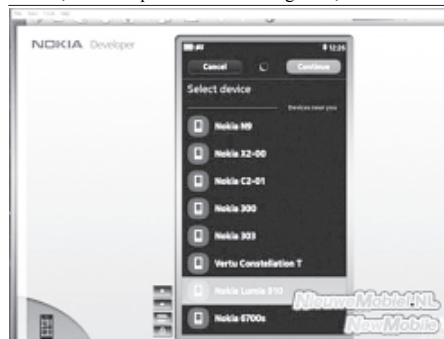 NOKIA Developer
12:26
Cancel
Continue
Select device
Devices near you
Nokia N9
Nokia X2-00
Nokia C2-01
Nokia 300
Nokia 303
Vertu Constellation T
Nokia Lumia 910
Nokia 6700s
NieuweMobiel.NL
NewMobile